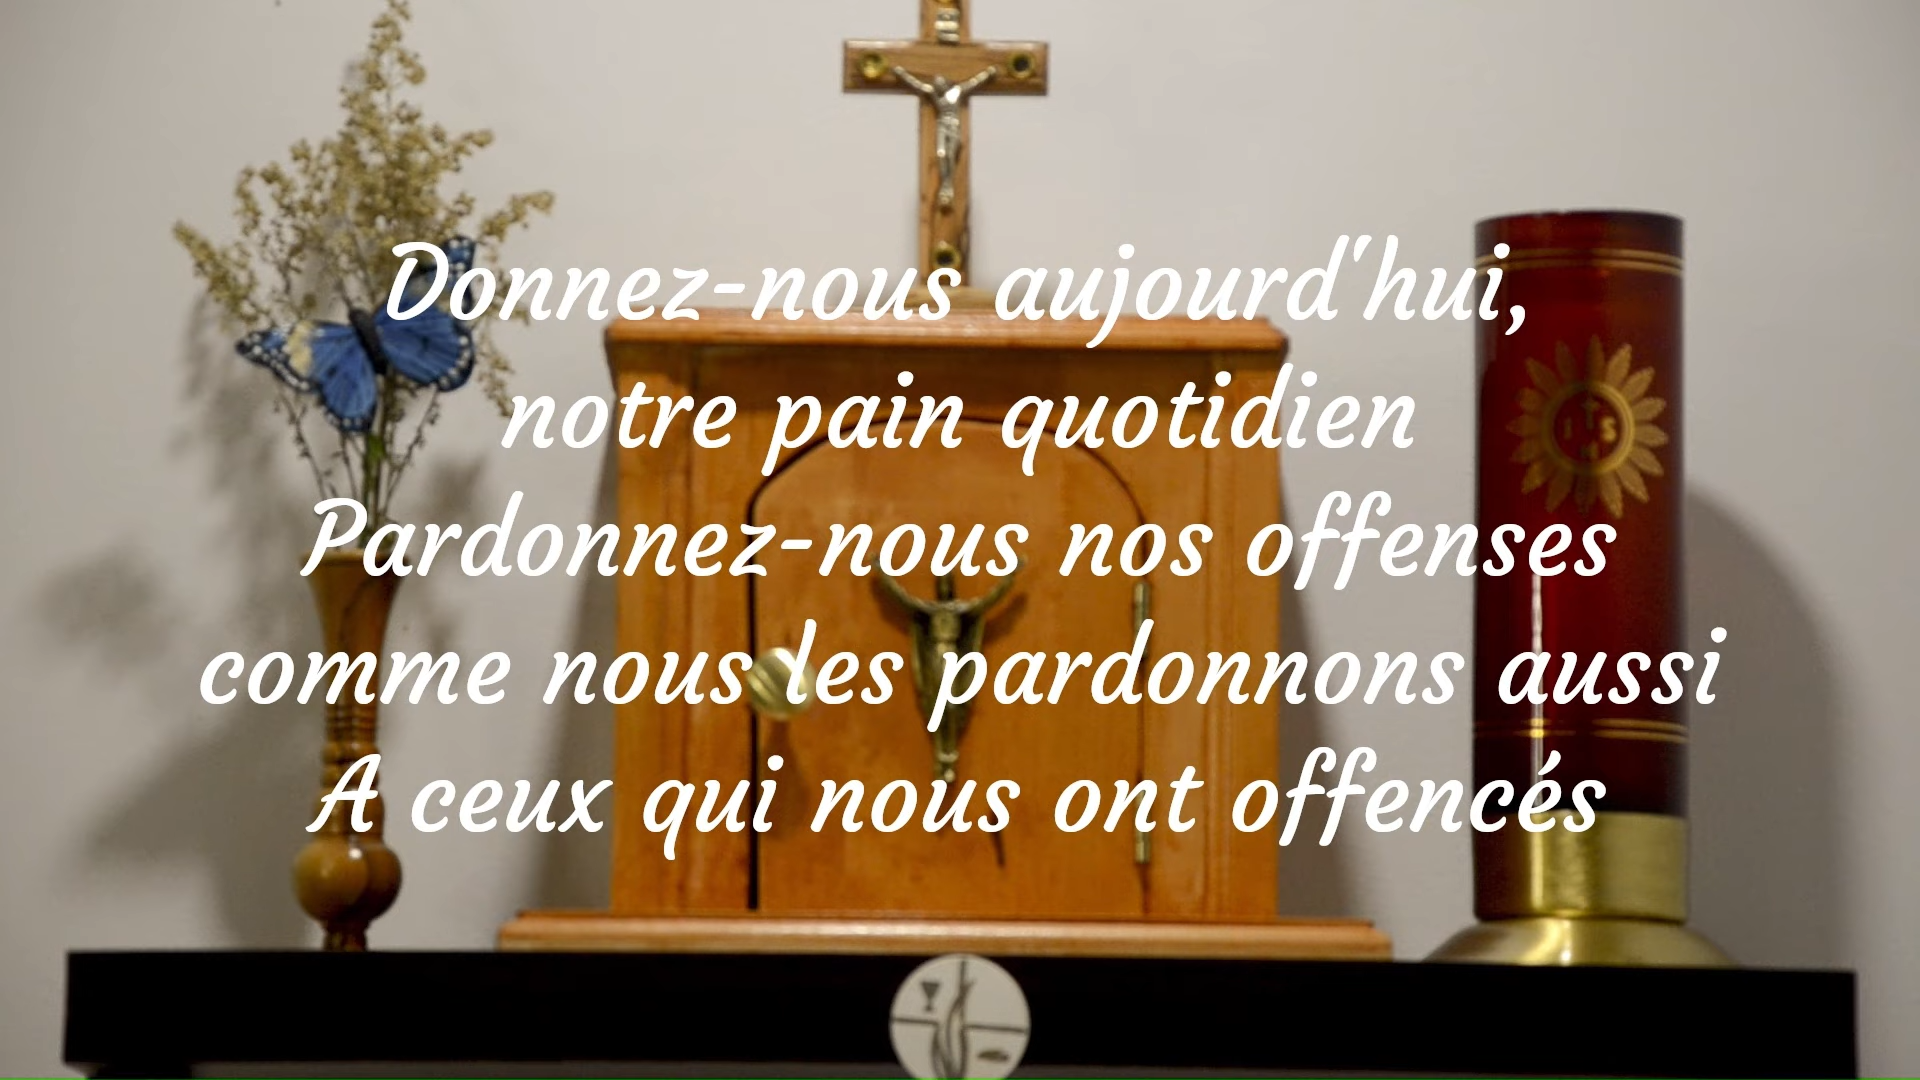 Donnez-nous aujourd'hui,
notre pain quotidien
Pardonnez-nous nos offenses
comme nous les pardonnons aussi
A ceux qui nous ont offencés